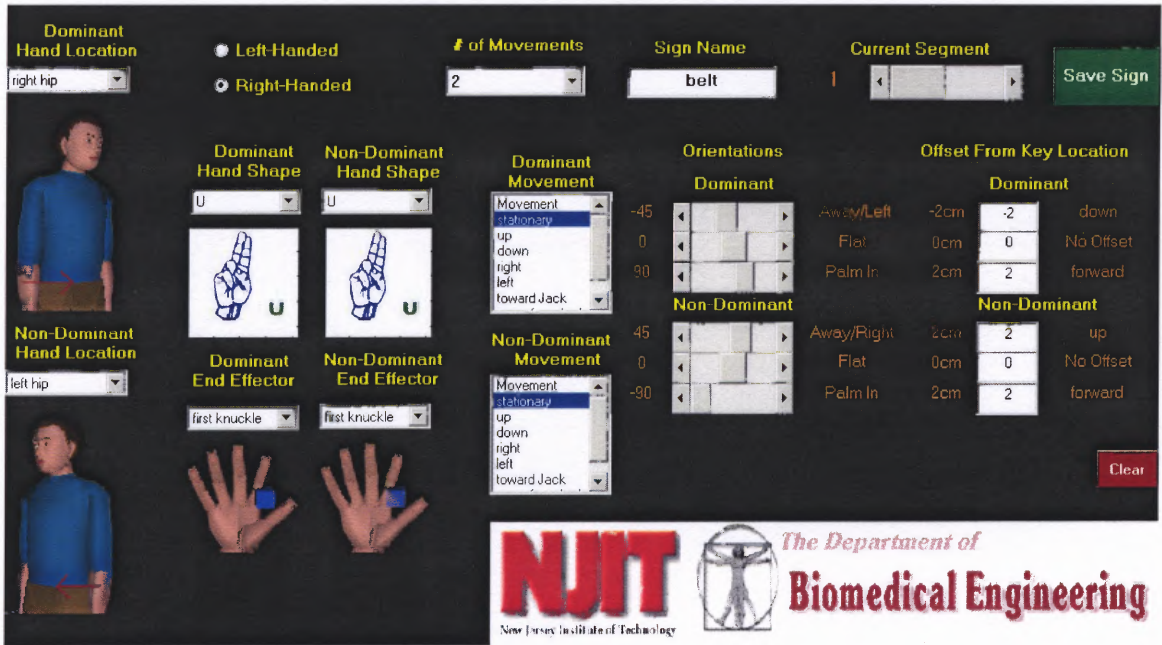 Dominant
Hand Location
right hip
Left-Handed
Right-Handed
# of Movements
2
Sign Name
belt
Current Segment
1
Save Sign
Dominant
Hand Shape
U
U
Non-Dominant
Hand Shape
U
U
Dominant
Movement
Movement
stationary
up
down
right
left
toward Jack
Orientations
Dominant
-45
Away/Left
0
Flat
90
Palm In
Non-Dominant
45
Away/Right
0
Flat
-90
Palm In
Offset From Key Location
Dominant
-2cm
-2
down
0cm
0
No Offset
2cm
2
forward
Non-Dominant
2cm
2
up
0cm
0
No Offset
2cm
2
forward
Non-Dominant
Hand Location
left hip
Dominant
End Effector
first knuckle
Non-Dominant
End Effector
first knuckle
Non-Dominant
Movement
Movement
stationary
up
down
right
left
toward Jack
Clear
NJIT
New Jersey Institute of Technology
The Department of
Biomedical Engineering